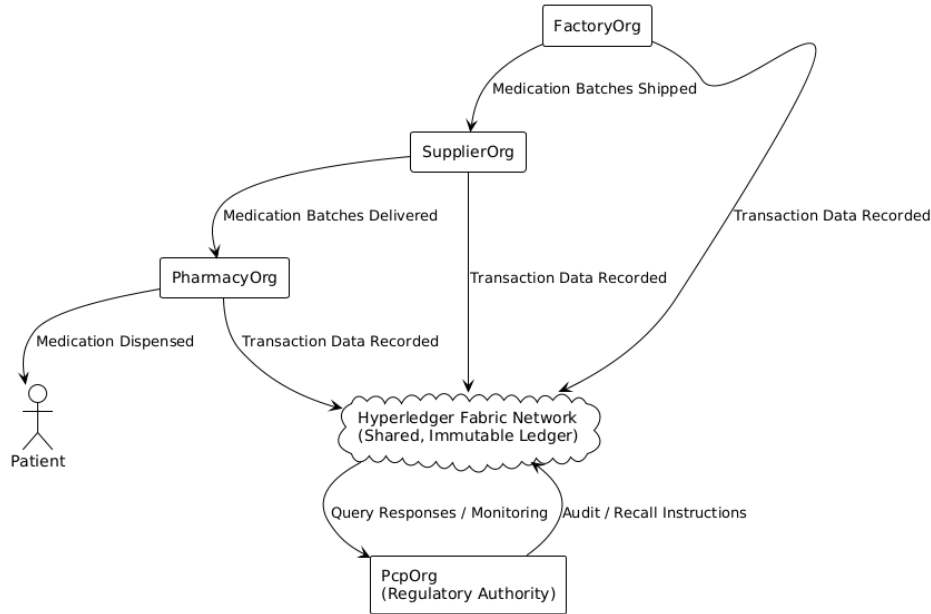 FactoryOrg
Medication Batches Shipped
SupplierOrg
Medication Batches Delivered
Transaction Data Recorded
PharmacyOrg
Transaction Data Recorded
Medication Dispensed
Transaction Data Recorded
Patient
Hyperledger Fabric Network
(Shared, Immutable Ledger)
Query Responses / Monitoring
Audit / Recall Instructions
PcpOrg
(Regulatory Authority)